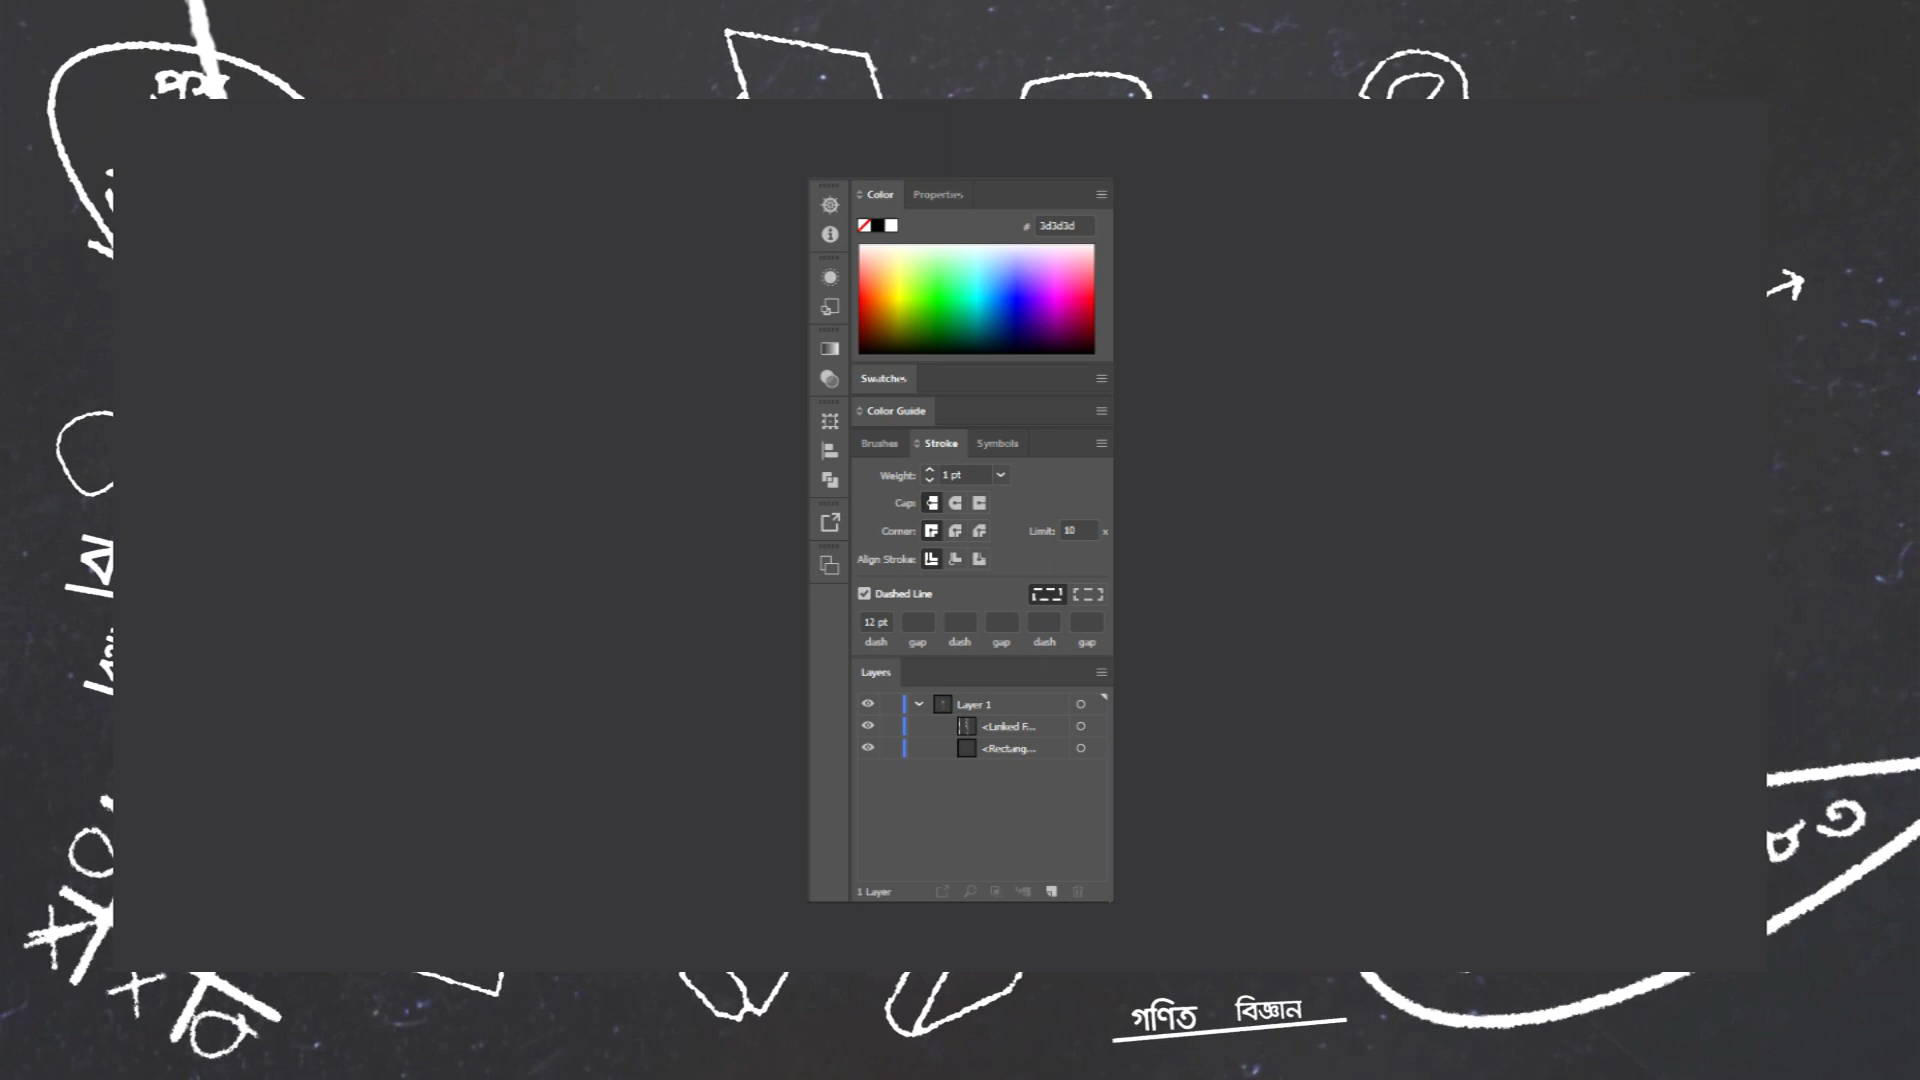 Color Properties
# 3d3d3d
Swatches
Color Guide
Brushes Stroke Symbols
Weight: 1 pt
Cap:
Corner: Limit: 10 x
Align Stroke:
Dashed Line
12 pt
dash gap dash gap dash gap
Layers
Layer 1
<Linked F...
<Rectang...
1 Layer
গণিত বিজ্ঞান